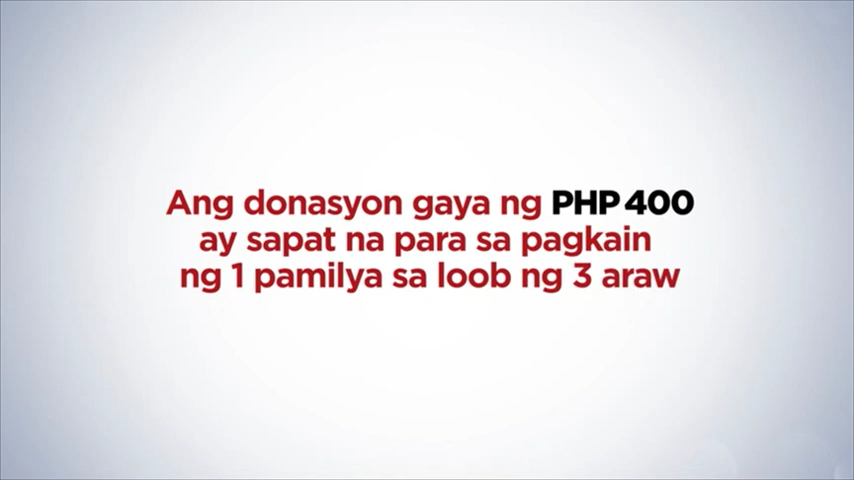 Ang donasyon gaya ng PHP 400
ay sapat na para sa pagkain
ng 1 pamilya sa loob ng 3 araw